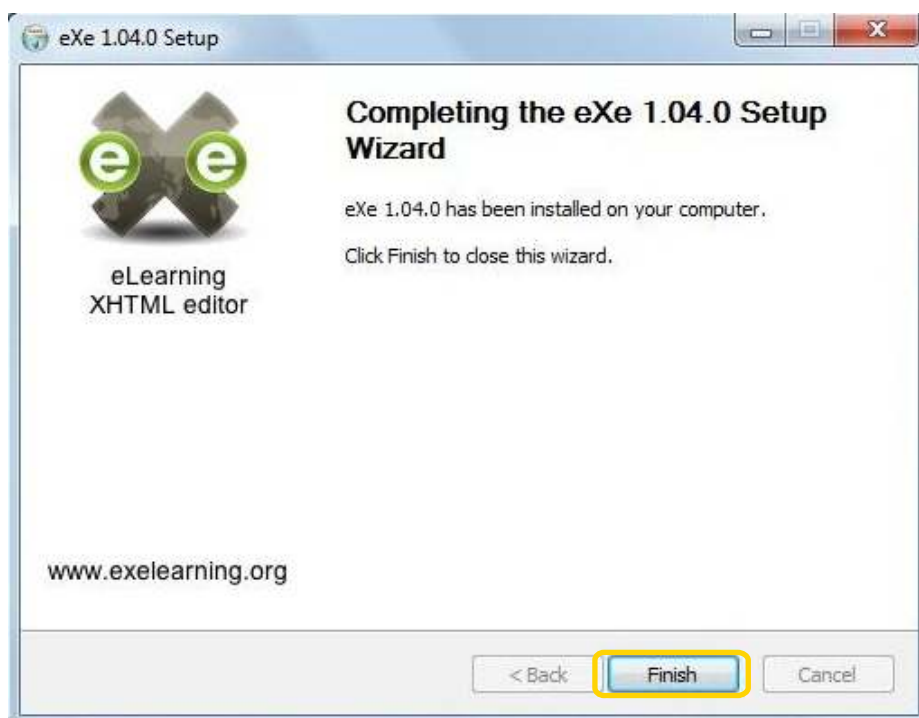 eXe 1.04.0 Setup
Completing the eXe 1.04.0 Setup
Wizard
eXe 1.04.0 has been installed on your computer.
Click Finish to close this wizard.
e e
eLearning
XHTML editor
www.exelearning.org
< Back Finish Cancel